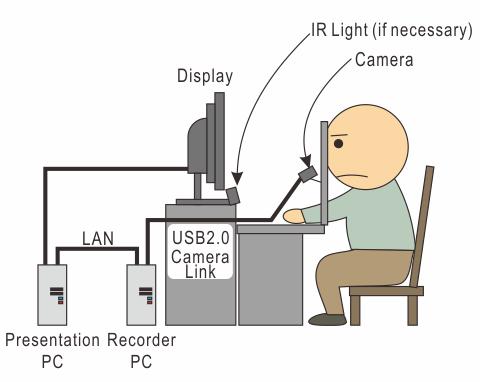 IR Light (if necessary)
Camera
Display
LAN
USB2.0
Camera
Link
Presentation
PC
Recorder
PC